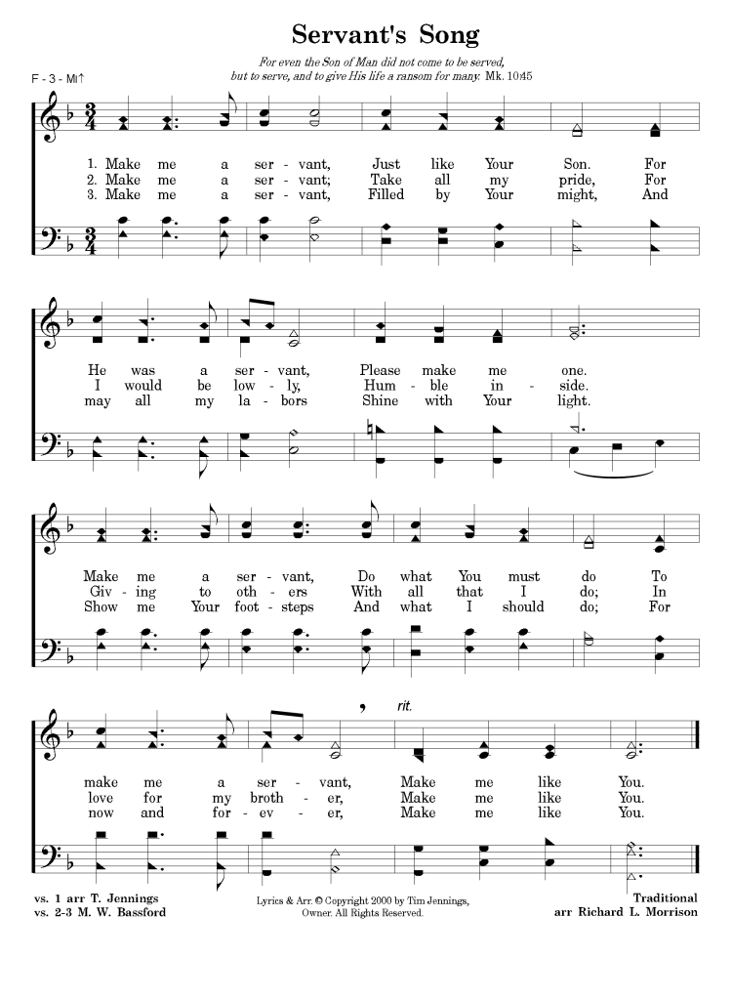 Servant's Song
For even the Son of Man did not come to be served,
but to serve, and to give His life a ransom for many. Mk. 10:45
F - 3 - MI↑
3/4
1. Make me a ser - vant, Just like Your Son. For
2. Make me a ser - vant; Take all my pride, For
3. Make me a ser - vant, Filled by Your might, And
3/4
He was a ser - vant, Please make me one.
I would be low - ly, Hum - ble in - side.
may all my la - bors Shine with Your light.
Make me a ser - vant, Do what You must do To
Giv - ing to oth - ers With all that I do; In
Show me Your foot - steps And what I should do; For
rit.
make me a ser - vant, Make me like You.
love for my broth - er, Make me like You.
now and for - ev - er, Make me like You.
vs. 1 arr T. Jennings
vs. 2-3 M. W. Bassford
Lyrics & Arr. © Copyright 2000 by Tim Jennings,
Owner. All Rights Reserved.
Traditional
arr Richard L. Morrison